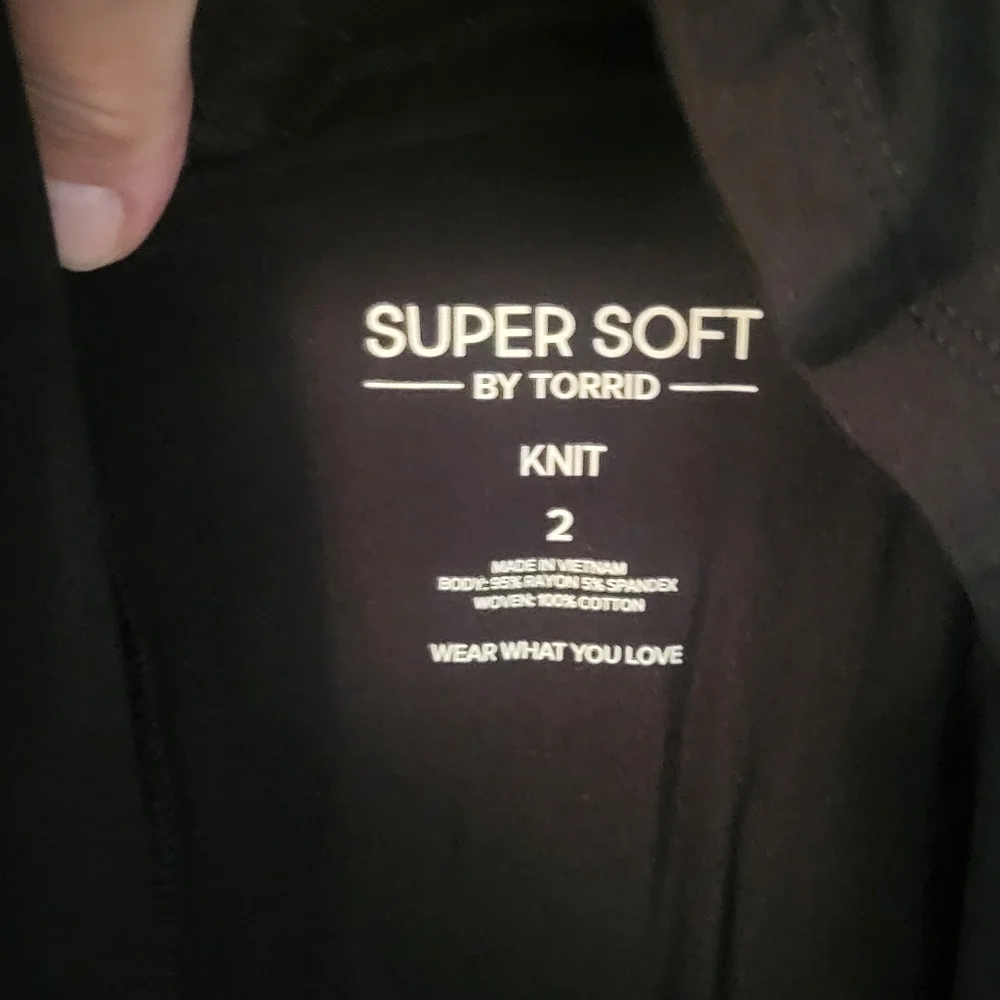 SUPER SOFT
BY TORRID
KNIT
2
MADE IN VIETNAM
BODY: 95% RAYON 5% SPANDEX
WOVEN: 100% COTTON
WEAR WHAT YOU LOVE